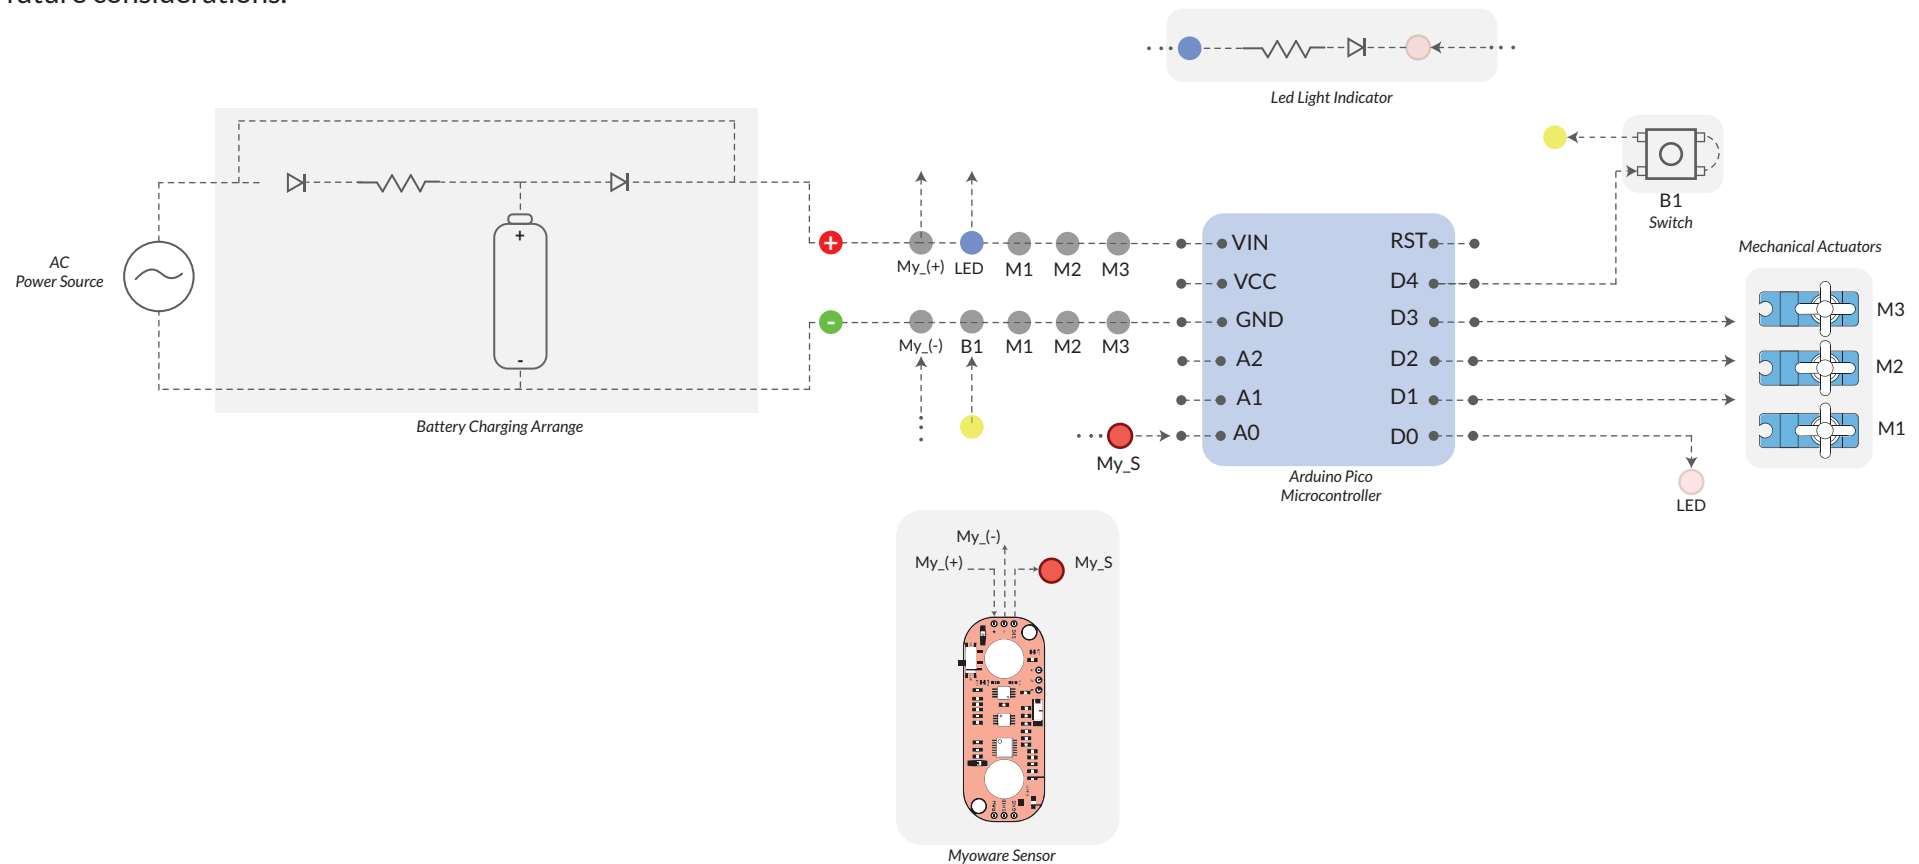 future considerations.
Led Light Indicator
B1
Switch
Mechanical Actuators
AC
Power Source
+
-
Battery Charging Arrange
+
-
My_(+)
LED
M1
M2
M3
My_(-)
B1
M1
M2
M3
VIN
VCC
GND
A2
A1
A0
RST
D4
D3
D2
D1
D0
My_S
Arduino Pico
Microcontroller
M3
M2
M1
LED
My_(-)
My_(+)
My_S
Myoware Sensor